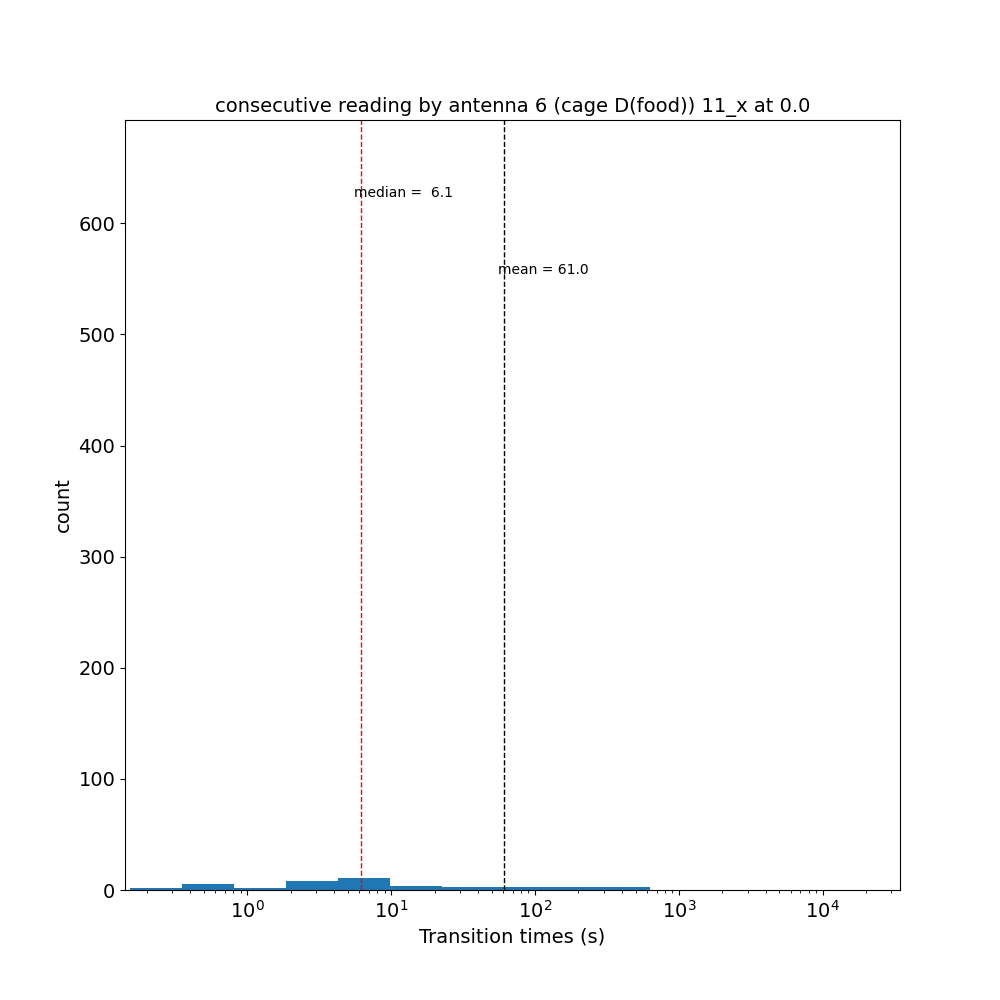 consecutive reading by antenna 6 (cage D(food)) 11_x at 0.0
median =  6.1
mean = 61.0
600
500
400
300
200
100
0
count
10^0 10^1 10^2 10^3 10^4
Transition times (s)